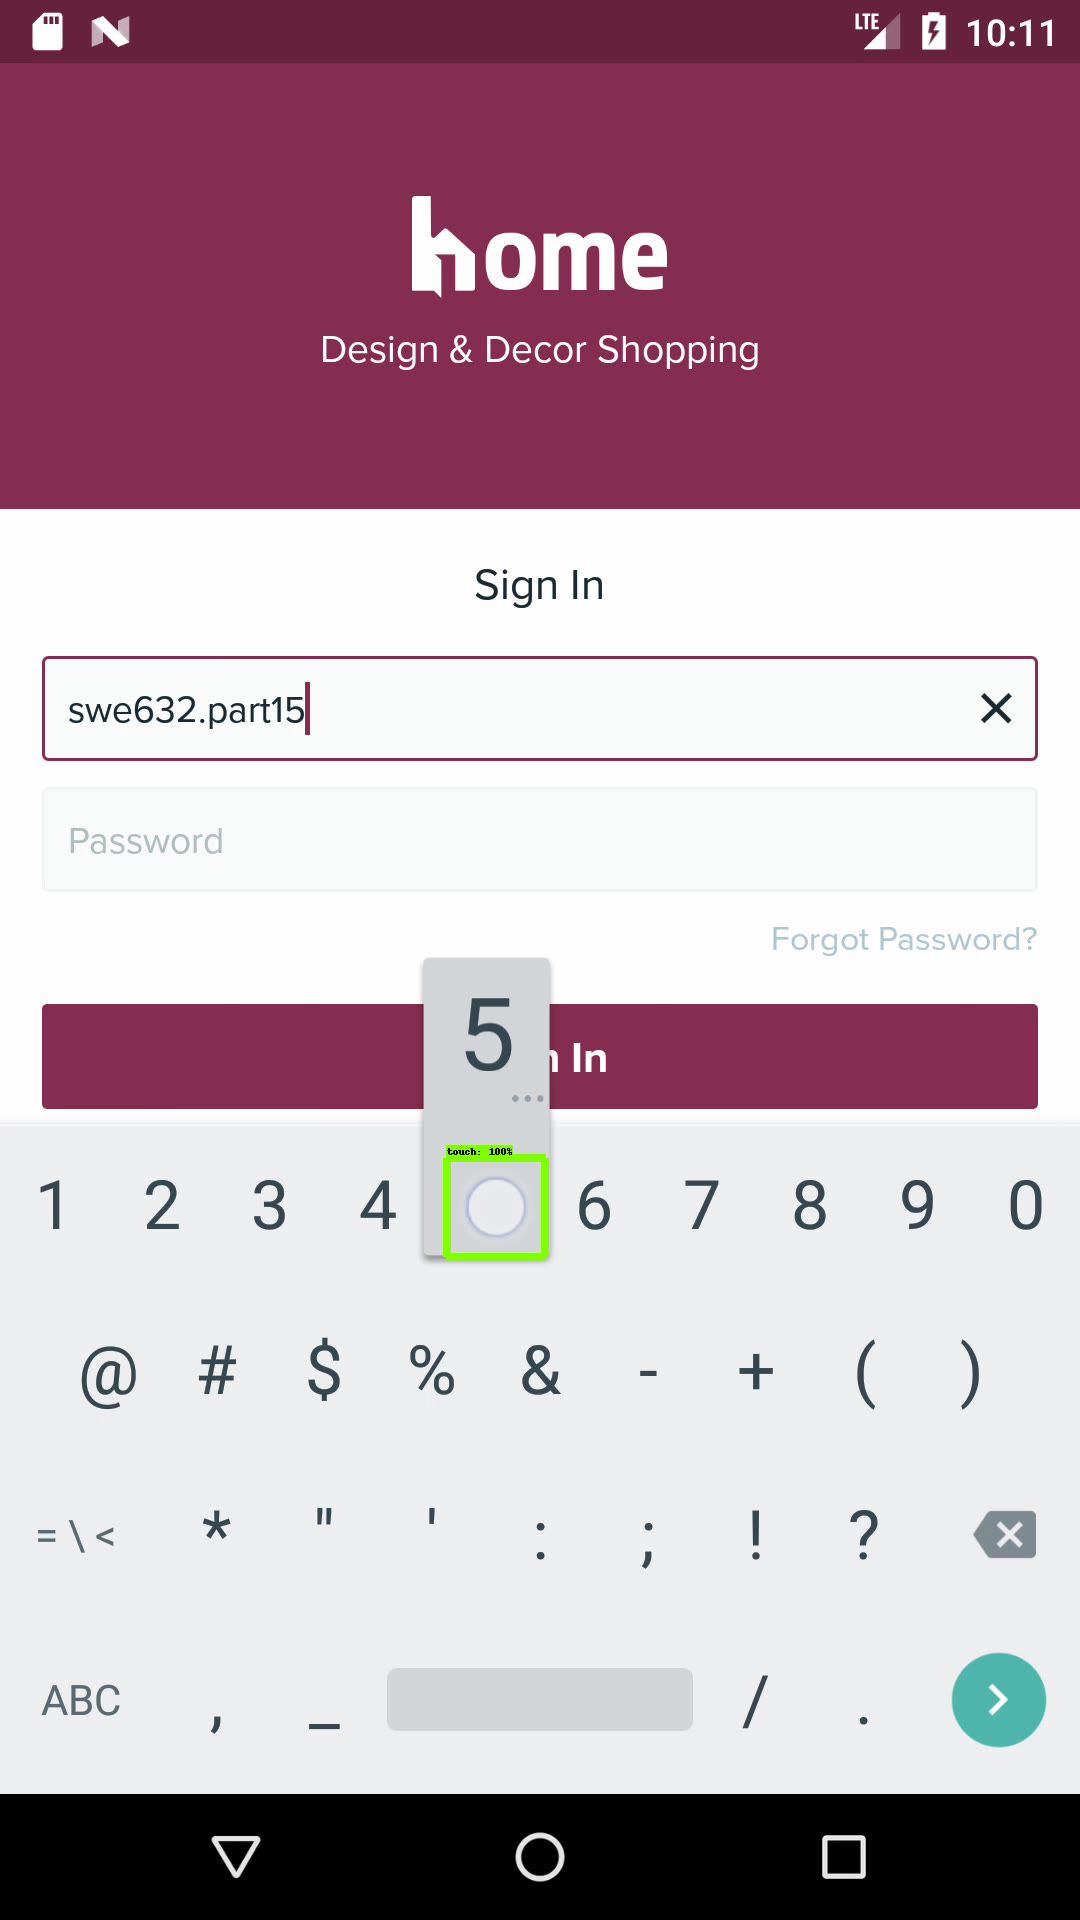 LTE 10:11
home
Design & Decor Shopping
Sign In
swe632.part15
Password
Forgot Password?
5
n In
touch: 100%
1 2 3 4 6 7 8 9 0
@ # $ % & - + ( )
= \ < * " ' : ; ! ?
ABC , _ / .